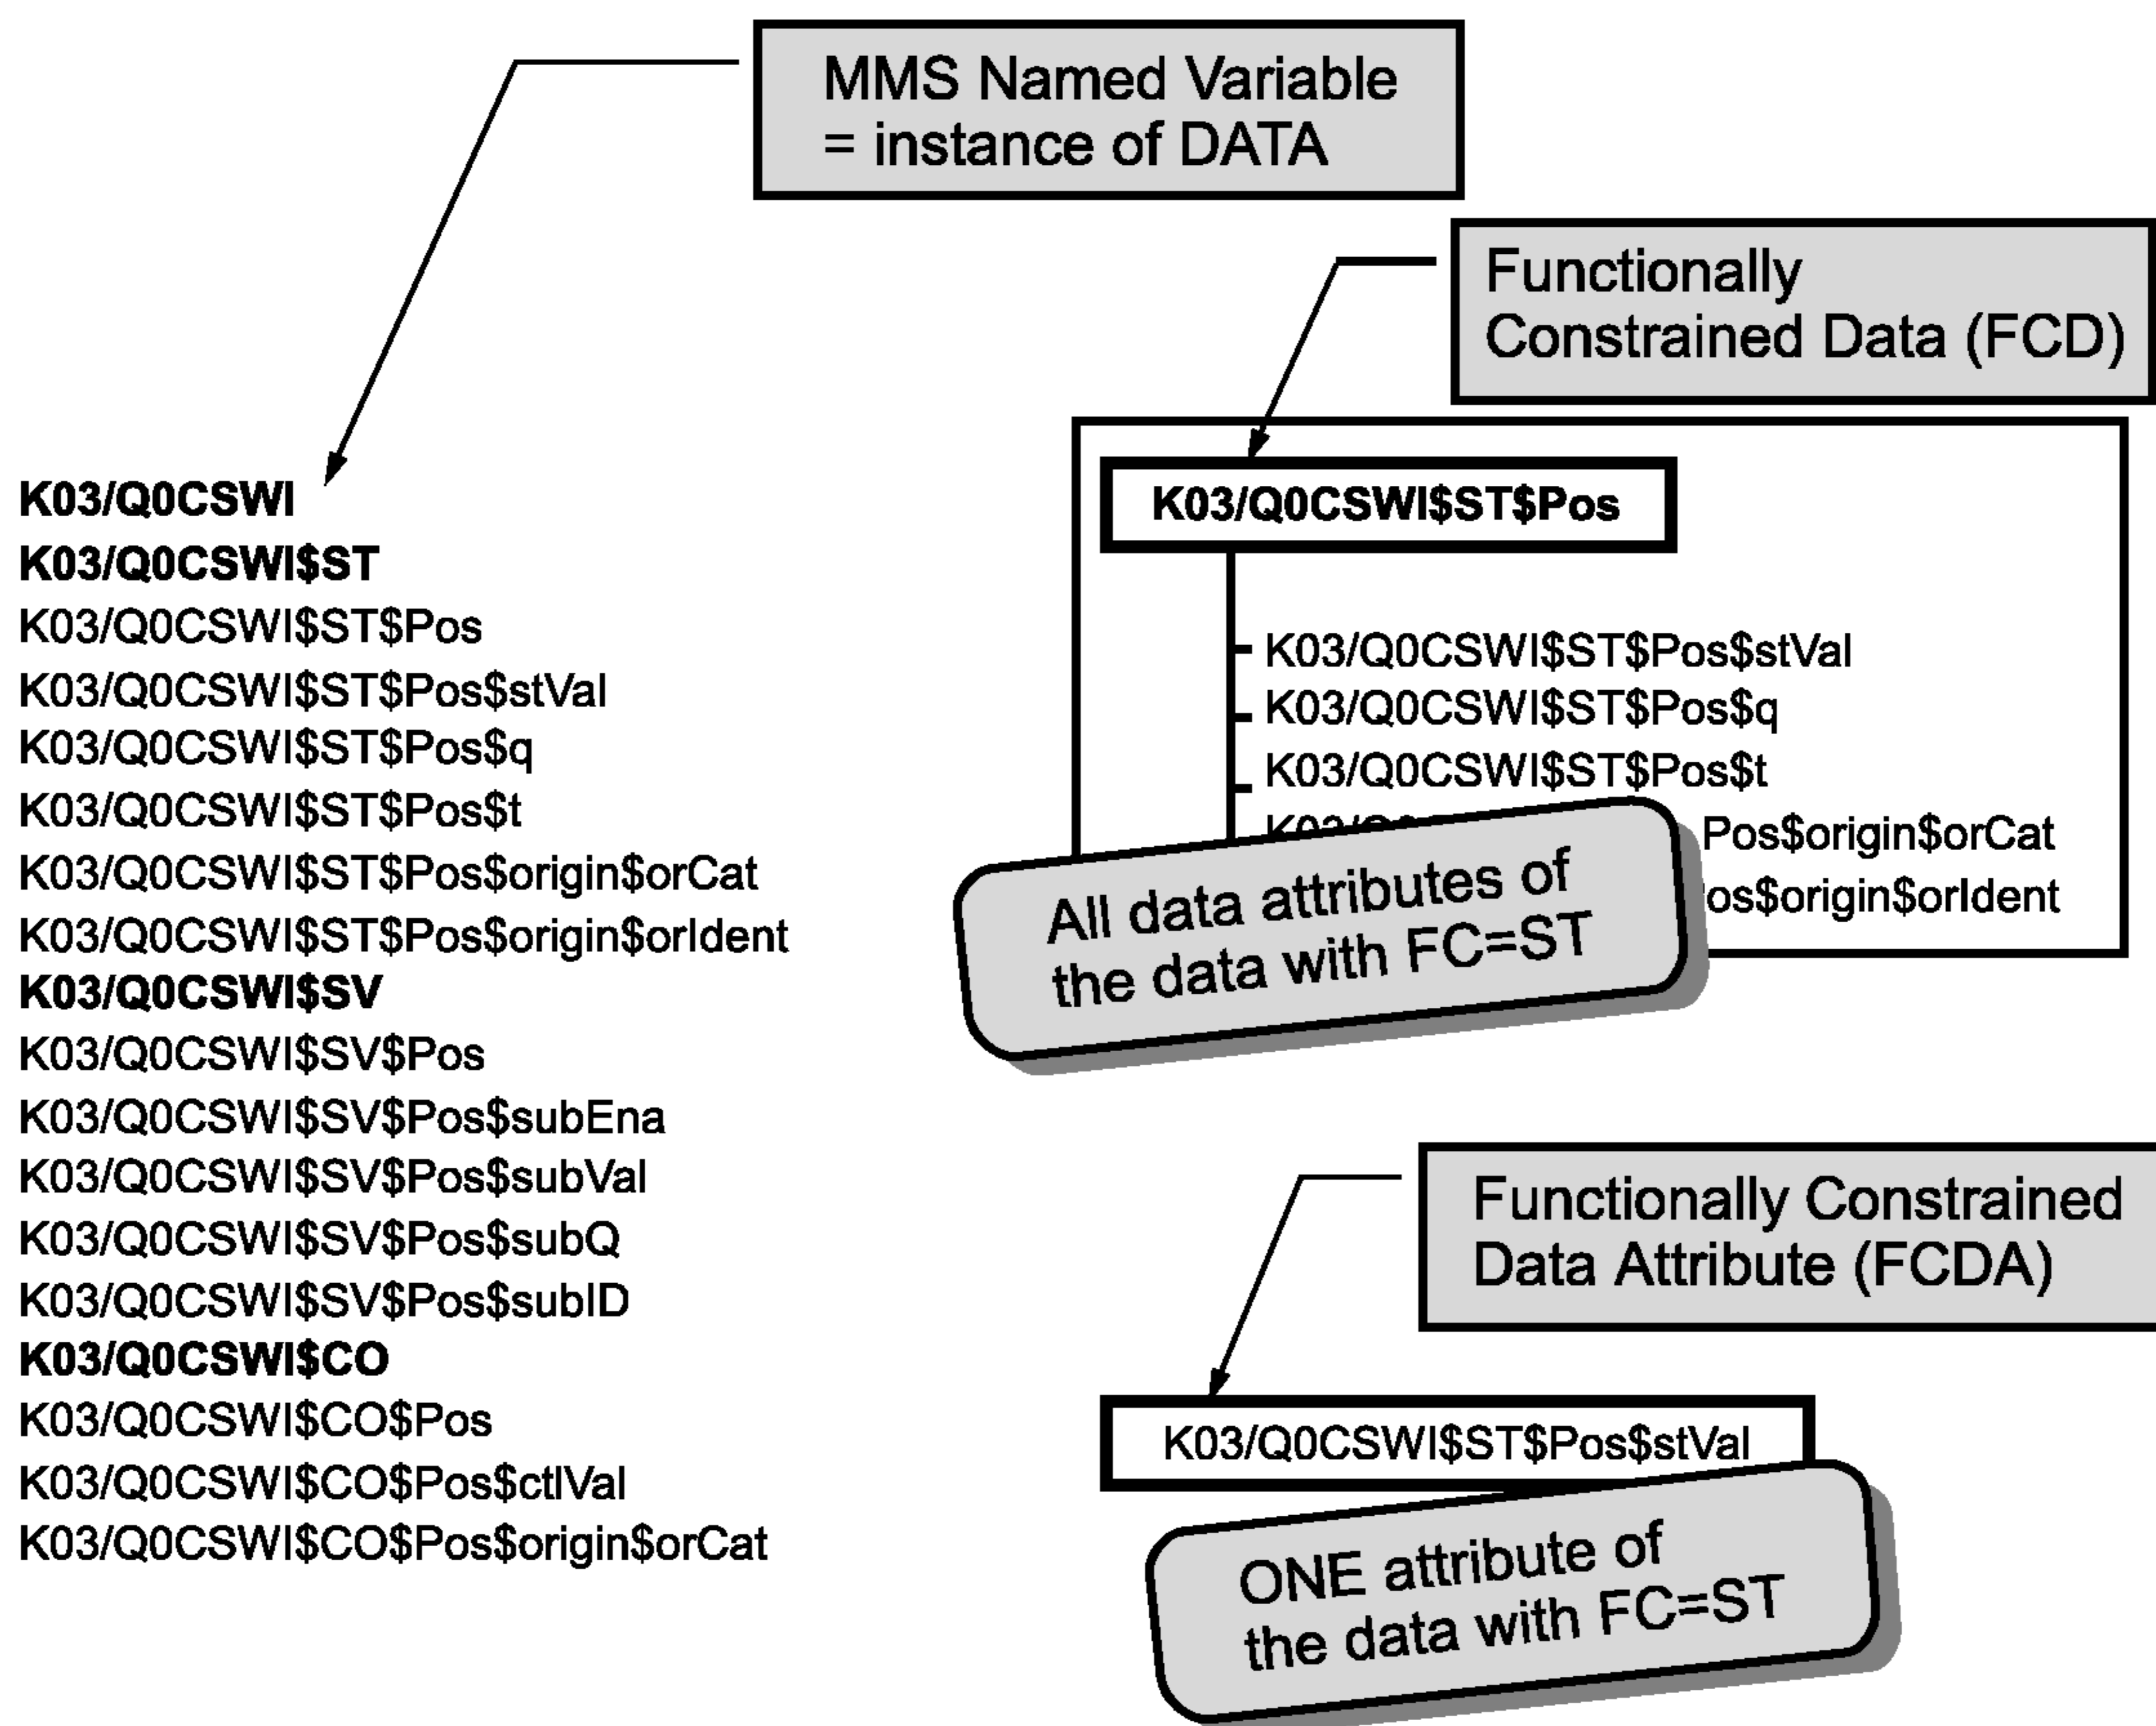 MMS Named Variable
= instance of DATA
Functionally
Constrained Data (FCD)
K03/Q0CSWI
K03/Q0CSWI$ST
K03/Q0CSWI$ST$Pos
K03/Q0CSWI$ST$Pos$stVal
K03/Q0CSWI$ST$Pos$q
K03/Q0CSWI$ST$Pos$t
K03/Q0CSWI$ST$Pos$origin$orCat
K03/Q0CSWI$ST$Pos$origin$orIdent
K03/Q0CSWI$SV
K03/Q0CSWI$SV$Pos
K03/Q0CSWI$SV$Pos$subEna
K03/Q0CSWI$SV$Pos$subVal
K03/Q0CSWI$SV$Pos$subQ
K03/Q0CSWI$SV$Pos$subID
K03/Q0CSWI$CO
K03/Q0CSWI$CO$Pos
K03/Q0CSWI$CO$Pos$ctlVal
K03/Q0CSWI$CO$Pos$origin$orCat
K03/Q0CSWI$ST$Pos
K03/Q0CSWI$ST$Pos$stVal
K03/Q0CSWI$ST$Pos$q
K03/Q0CSWI$ST$Pos$t
Pos$origin$orCat
os$origin$orIdent
All data attributes of
the data with FC=ST
Functionally Constrained
Data Attribute (FCDA)
K03/Q0CSWI$ST$Pos$stVal
ONE attribute of
the data with FC=ST